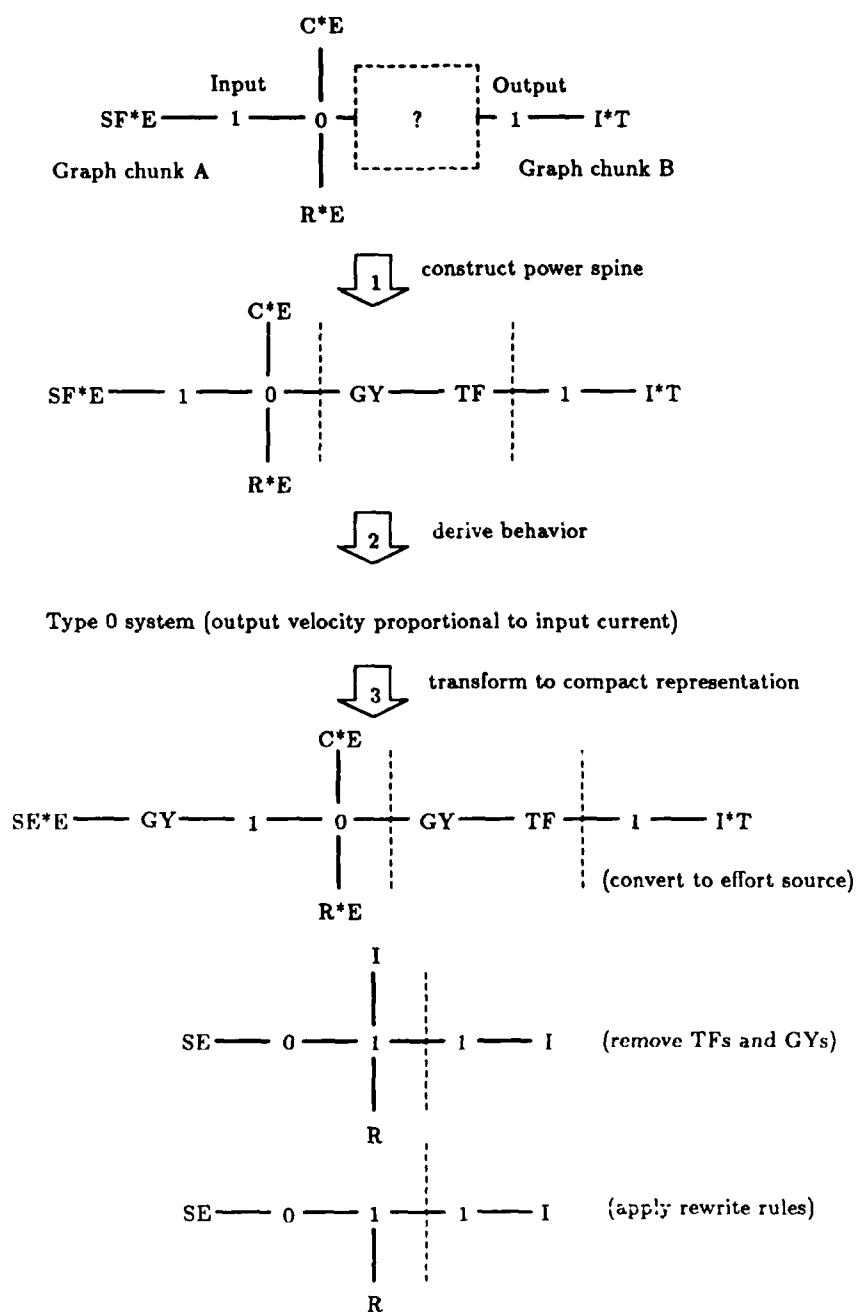 C*E
Input Output
SF*E 1 0 ? 1 I*T
Graph chunk A Graph chunk B
R*E
1 construct power spine
C*E
SF*E 1 0 GY TF 1 I*T
R*E
2 derive behavior
Type 0 system (output velocity proportional to input current)
3 transform to compact representation
C*E
SE*E GY 1 0 GY TF 1 I*T
(convert to effort source)
R*E
I
SE 0 1 1 I (remove TFs and GYs)
R
SE 0 1 1 I (apply rewrite rules)
R